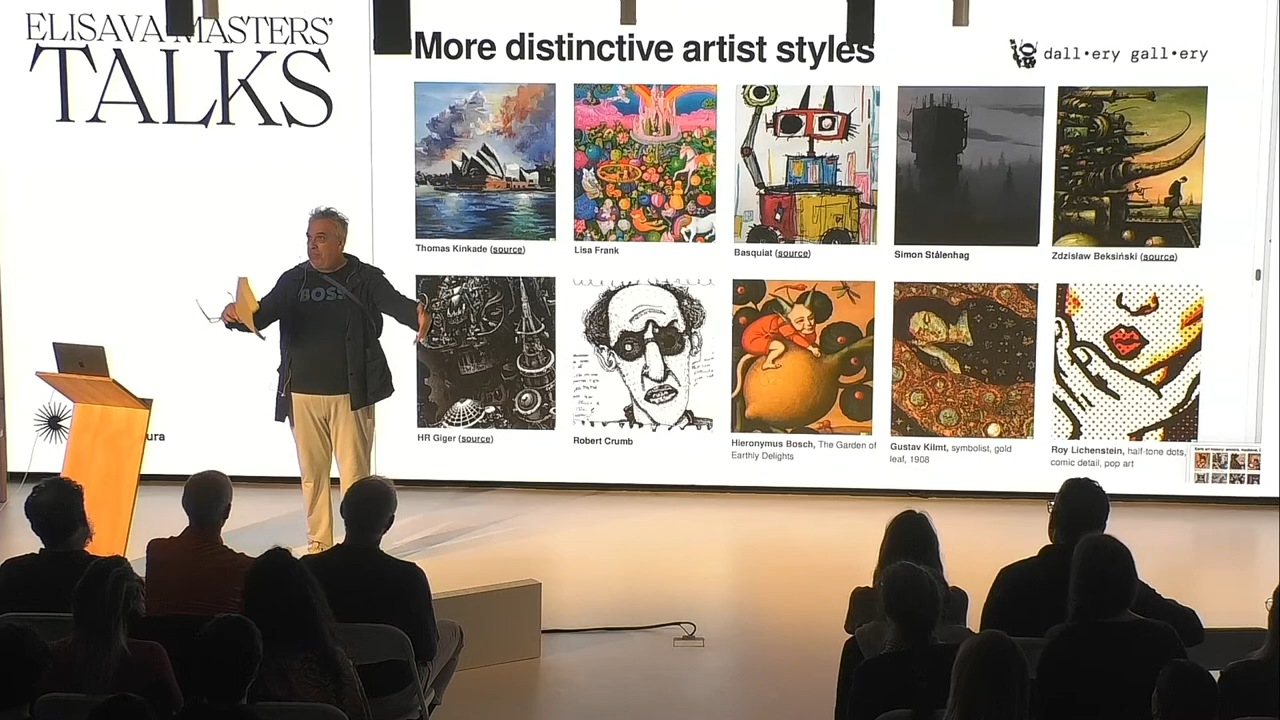 ELISAVA MASTERS'
TALKS
More distinctive artist styles
dall•ery gall•ery
Thomas Kinkade (source)
Lisa Frank
Basquiat (source)
Simon Stålenhag
Zdzisław Beksiński (source)
BOSS
HR Giger (source)
Robert Crumb
Hieronymus Bosch, The Garden of
Earthly Delights
Gustav Kilmt, symbolist, gold
leaf, 1908
Roy Lichenstein, half-tone dots,
comic detail, pop art
ura